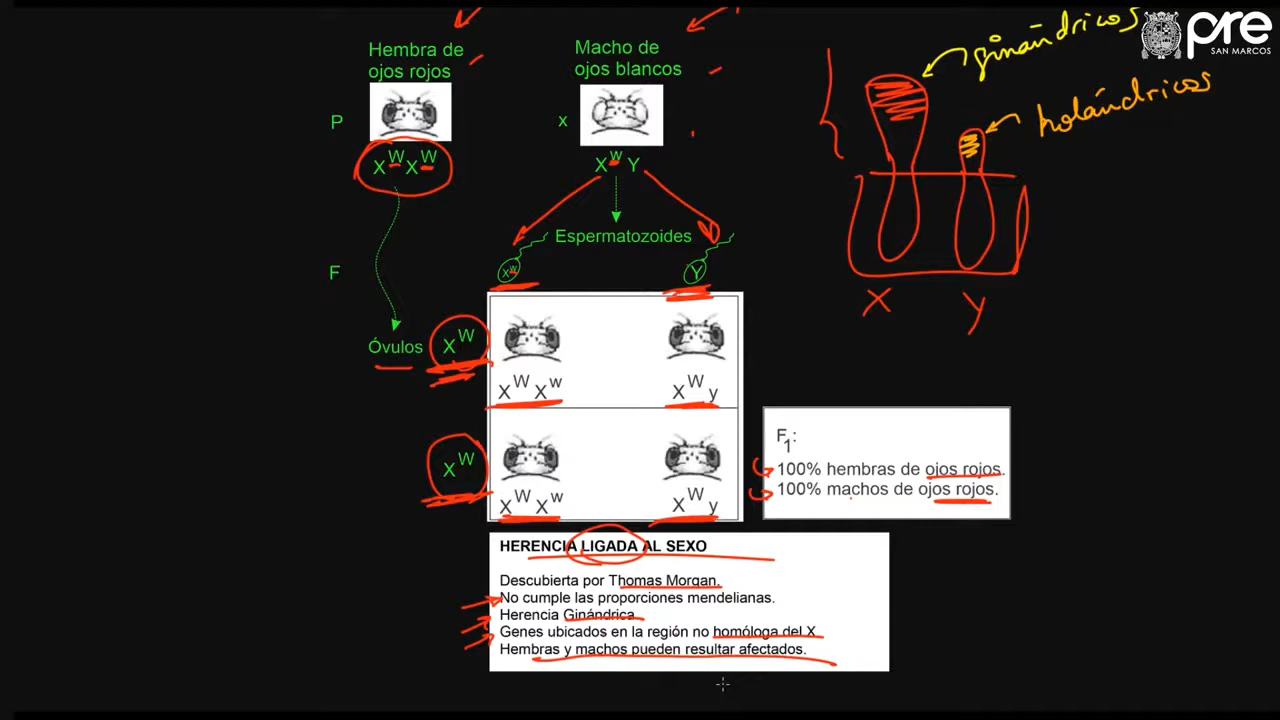 Hembra de
ojos rojos
Macho de
ojos blancos
ginándricos
pre
SAN MARCOS
holándricos
P
x
X^W X^W
X^w Y
Espermatozoides
X^w
Y
F
Óvulos
X^W
X^W X^w
X^W y
X^W
X^W X^w
X^W y
X
Y
F1:
100% hembras de ojos rojos.
100% machos de ojos rojos.
HERENCIA LIGADA AL SEXO
Descubierta por Thomas Morgan.
No cumple las proporciones mendelianas.
Herencia Ginándrica.
Genes ubicados en la región no homóloga del X
Hembras y machos pueden resultar afectados.